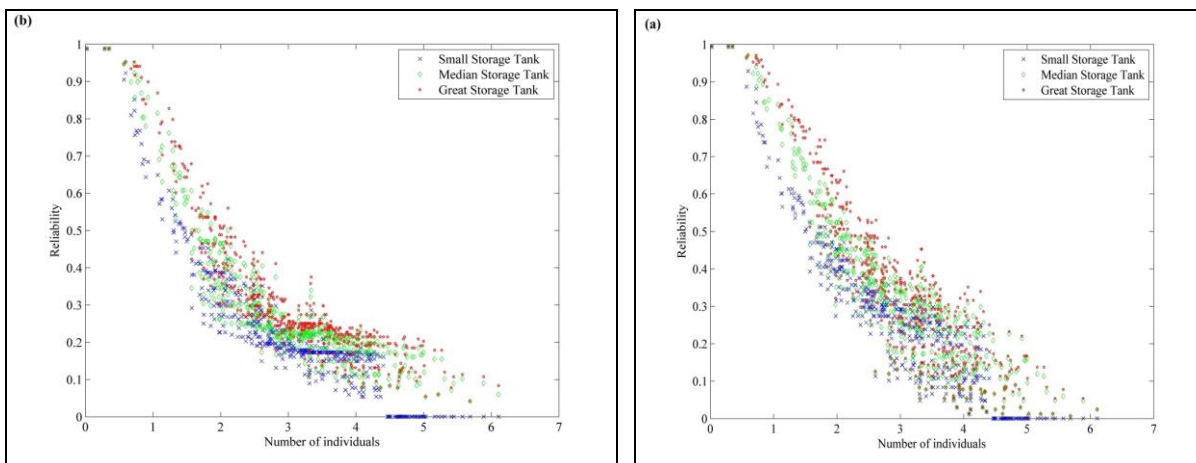 (b)
1
0.9
0.8
0.7
0.6
0.5
0.4
0.3
0.2
0.1
0
Reliability
Small Storage Tank
Median Storage Tank
Great Storage Tank
0 1 2 3 4 5 6 7
Number of individuals
(a)
1
0.9
0.8
0.7
0.6
0.5
0.4
0.3
0.2
0.1
0
Reliability
Small Storage Tank
Median Storage Tank
Great Storage Tank
0 1 2 3 4 5 6 7
Number of individuals